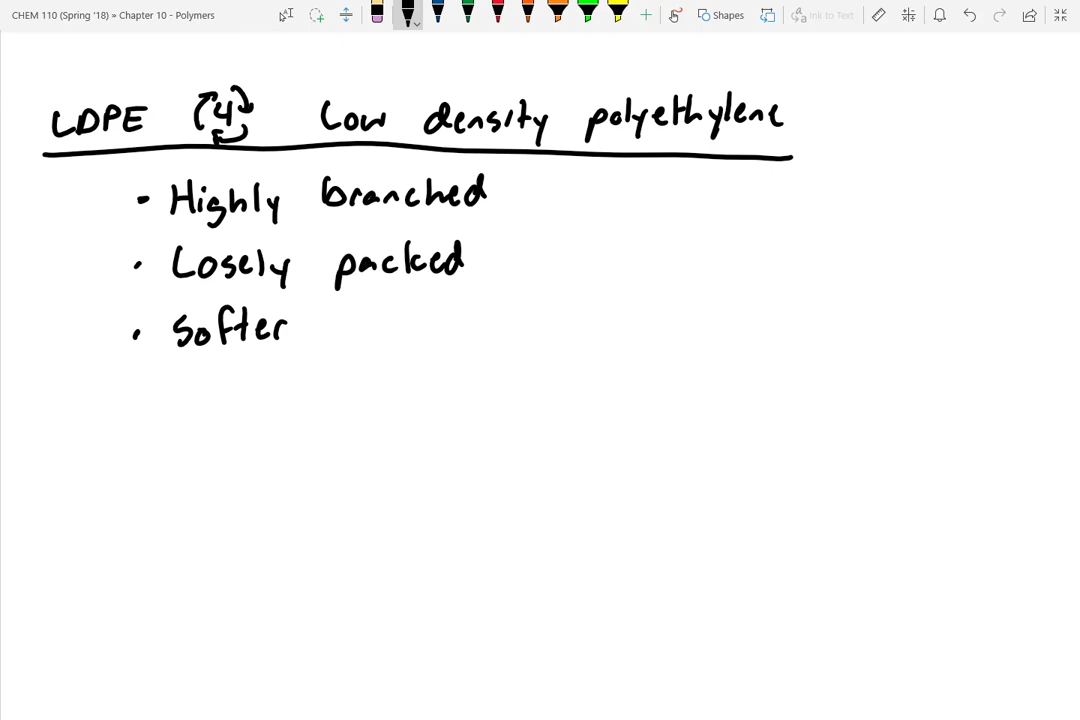 CHEM 110 (Spring '18) » Chapter 10 - Polymers Shapes Ink to Text
LDPE 4 Low density polyethylene
• Highly branched
• Losely packed
• Softer